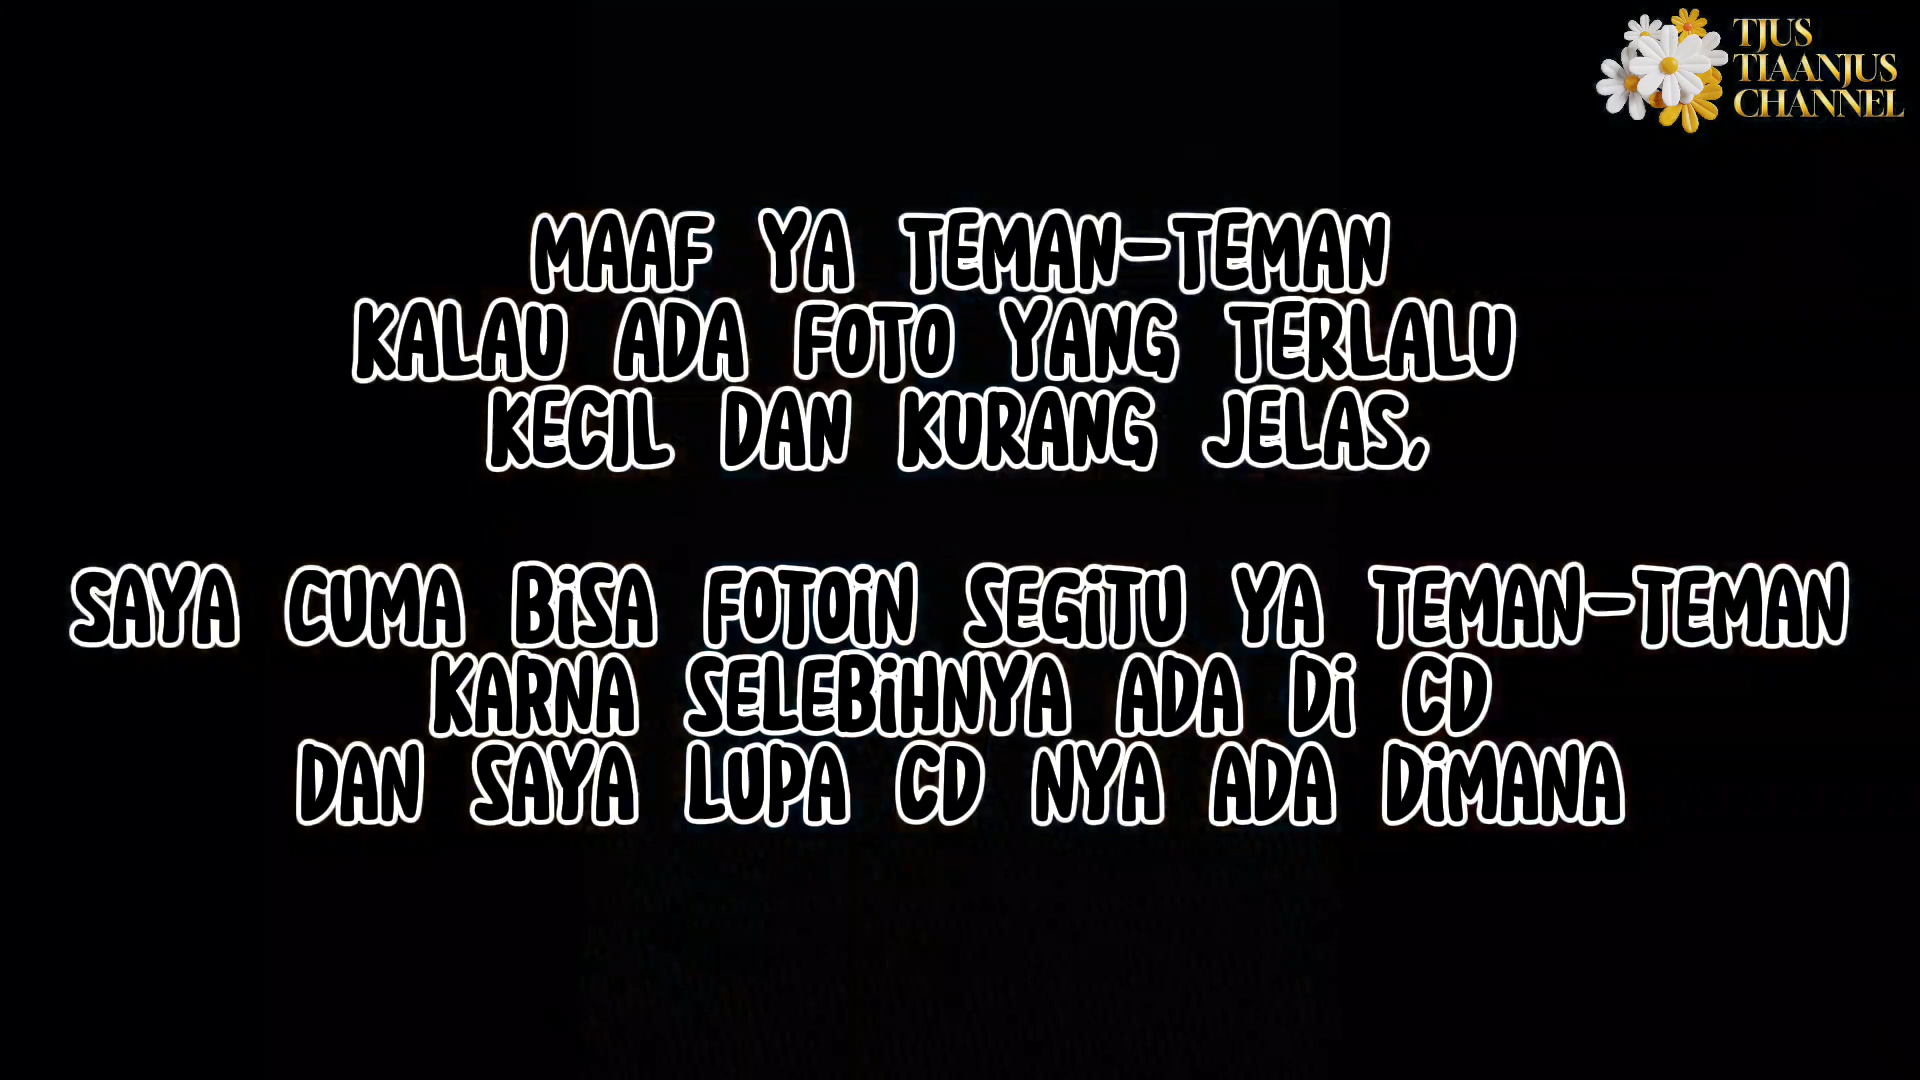 TJUS
TIAANJUS
CHANNEL
MAAF YA TEMAN-TEMAN
KALAU ADA FOTO YANG TERLALU
KECIL DAN KURANG JELAS,
SAYA CUMA BiSA FOTOiN SEGiTU YA TEMAN-TEMAN
KARNA SELEBiHNYA ADA Di CD
DAN SAYA LUPA CD NYA ADA DiMANA